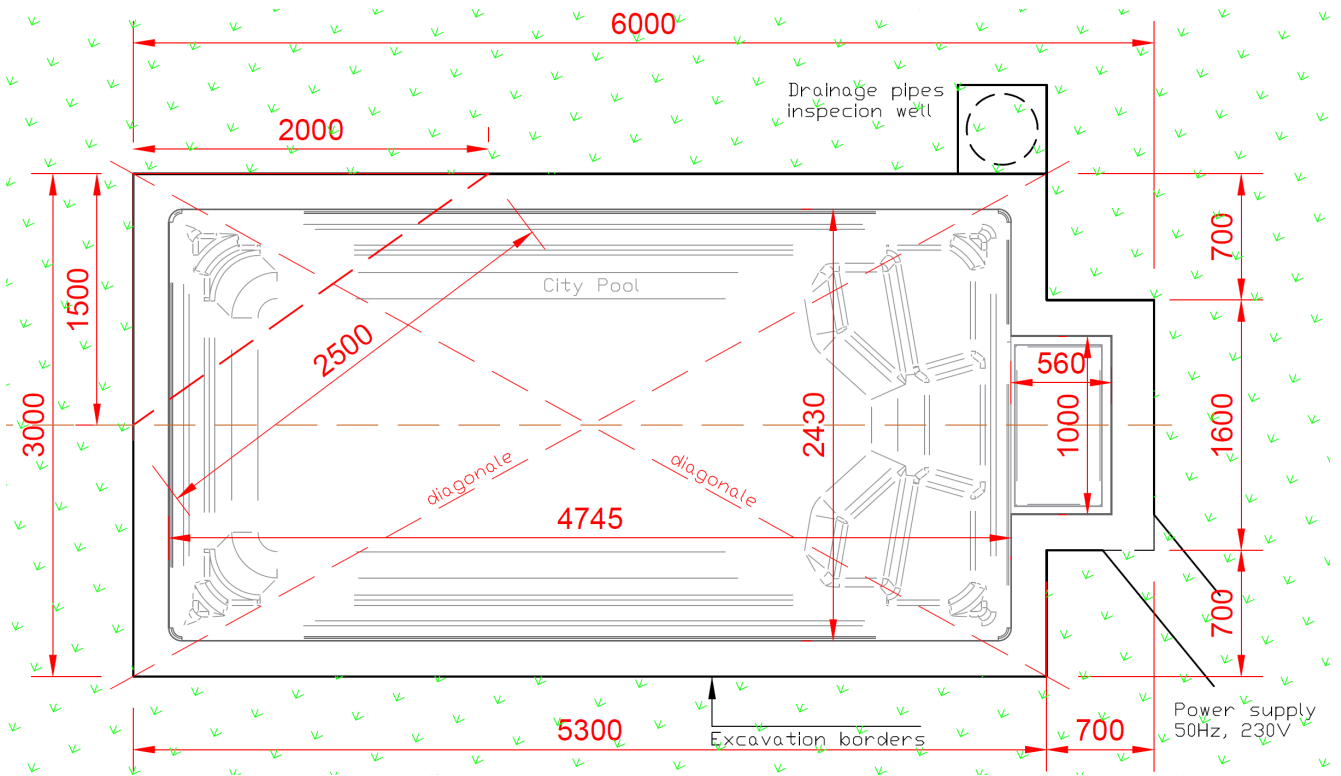 6000
Drainage pipes
inspecion well
2000
700
1500
City Pool
2500
560
3000
2430
1000
1600
diagonale
diagonale
4745
700
Power supply
50Hz, 230V
5300
Excavation borders
700